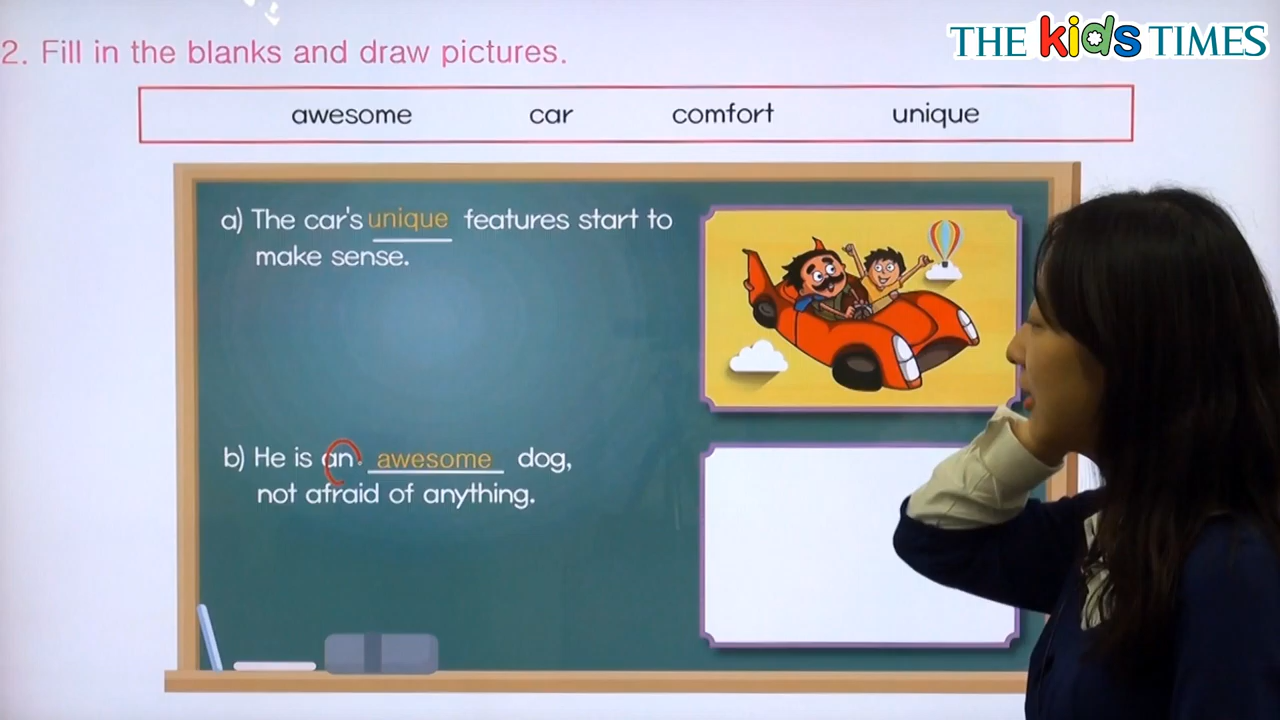 THE kids TIMES
2. Fill in the blanks and draw pictures.
awesome car comfort unique
a) The car's unique features start to
make sense.
b) He is an awesome dog,
not afraid of anything.